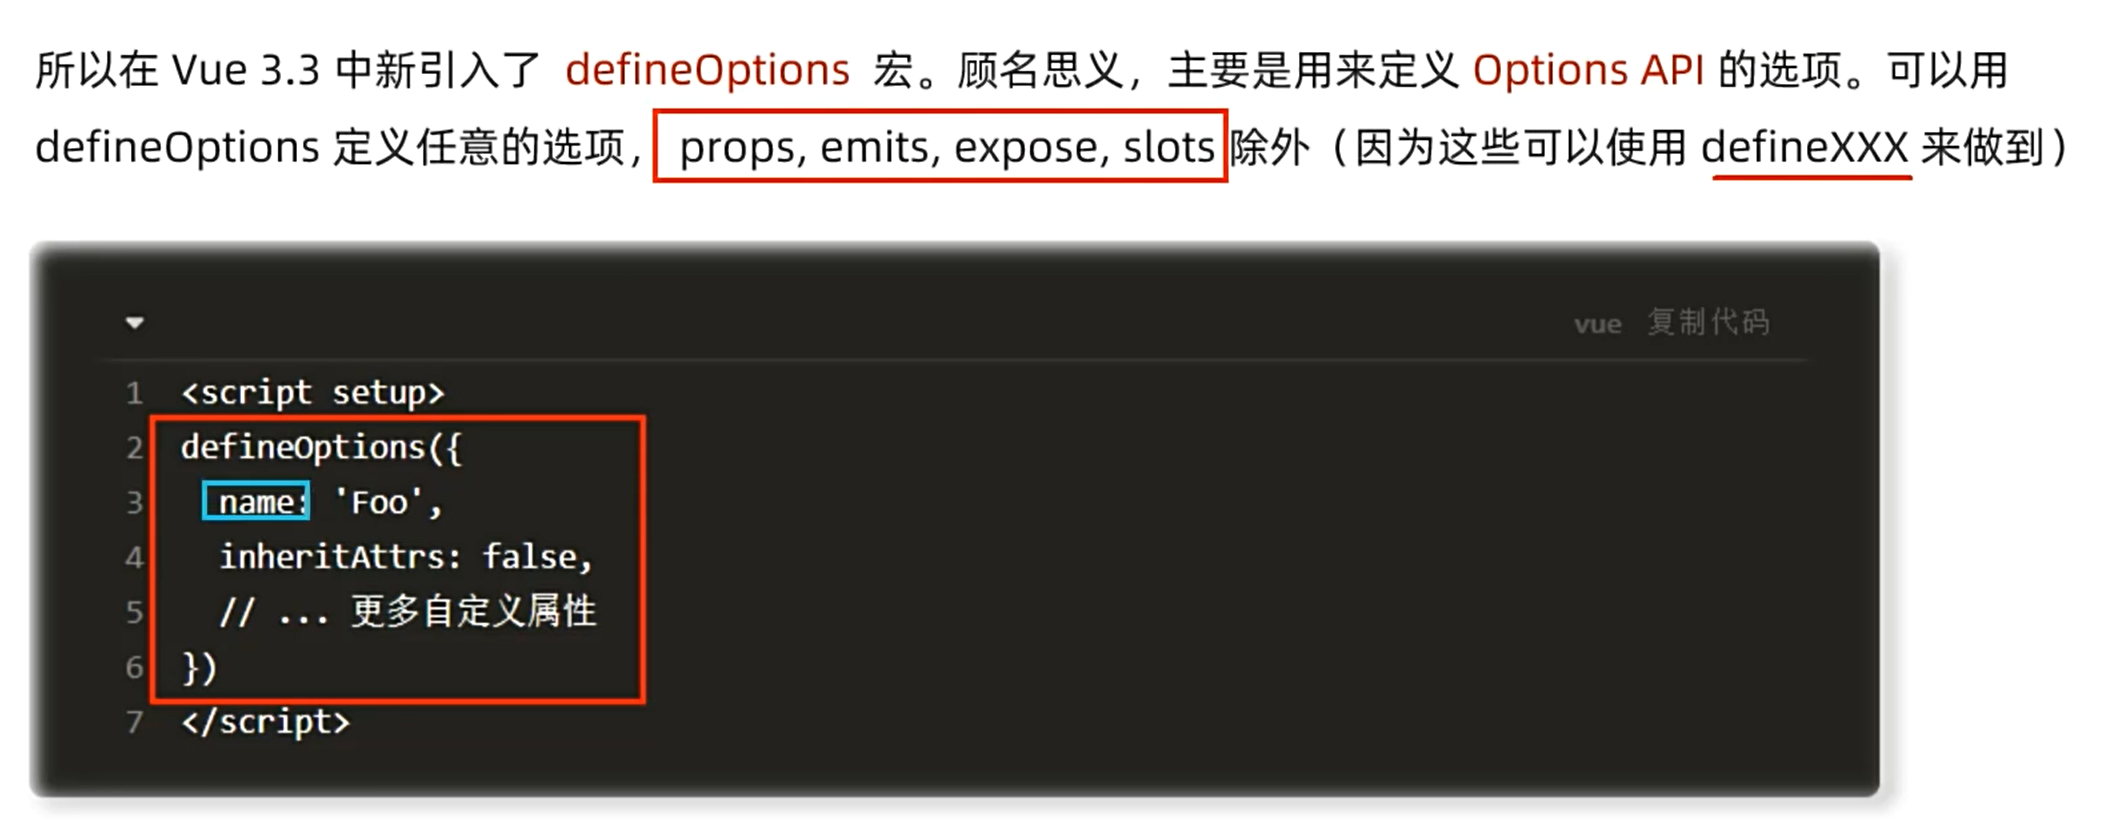 所以在 Vue 3.3 中新引入了 defineOptions 宏。顾名思义，主要是用来定义 Options API 的选项。可以用
defineOptions 定义任意的选项， props, emits, expose, slots 除外（因为这些可以使用 defineXXX 来做到）
vue 复制代码
1 <script setup>
2 defineOptions({
3   name: 'Foo',
4   inheritAttrs: false,
5   // ... 更多自定义属性
6 })
7 </script>